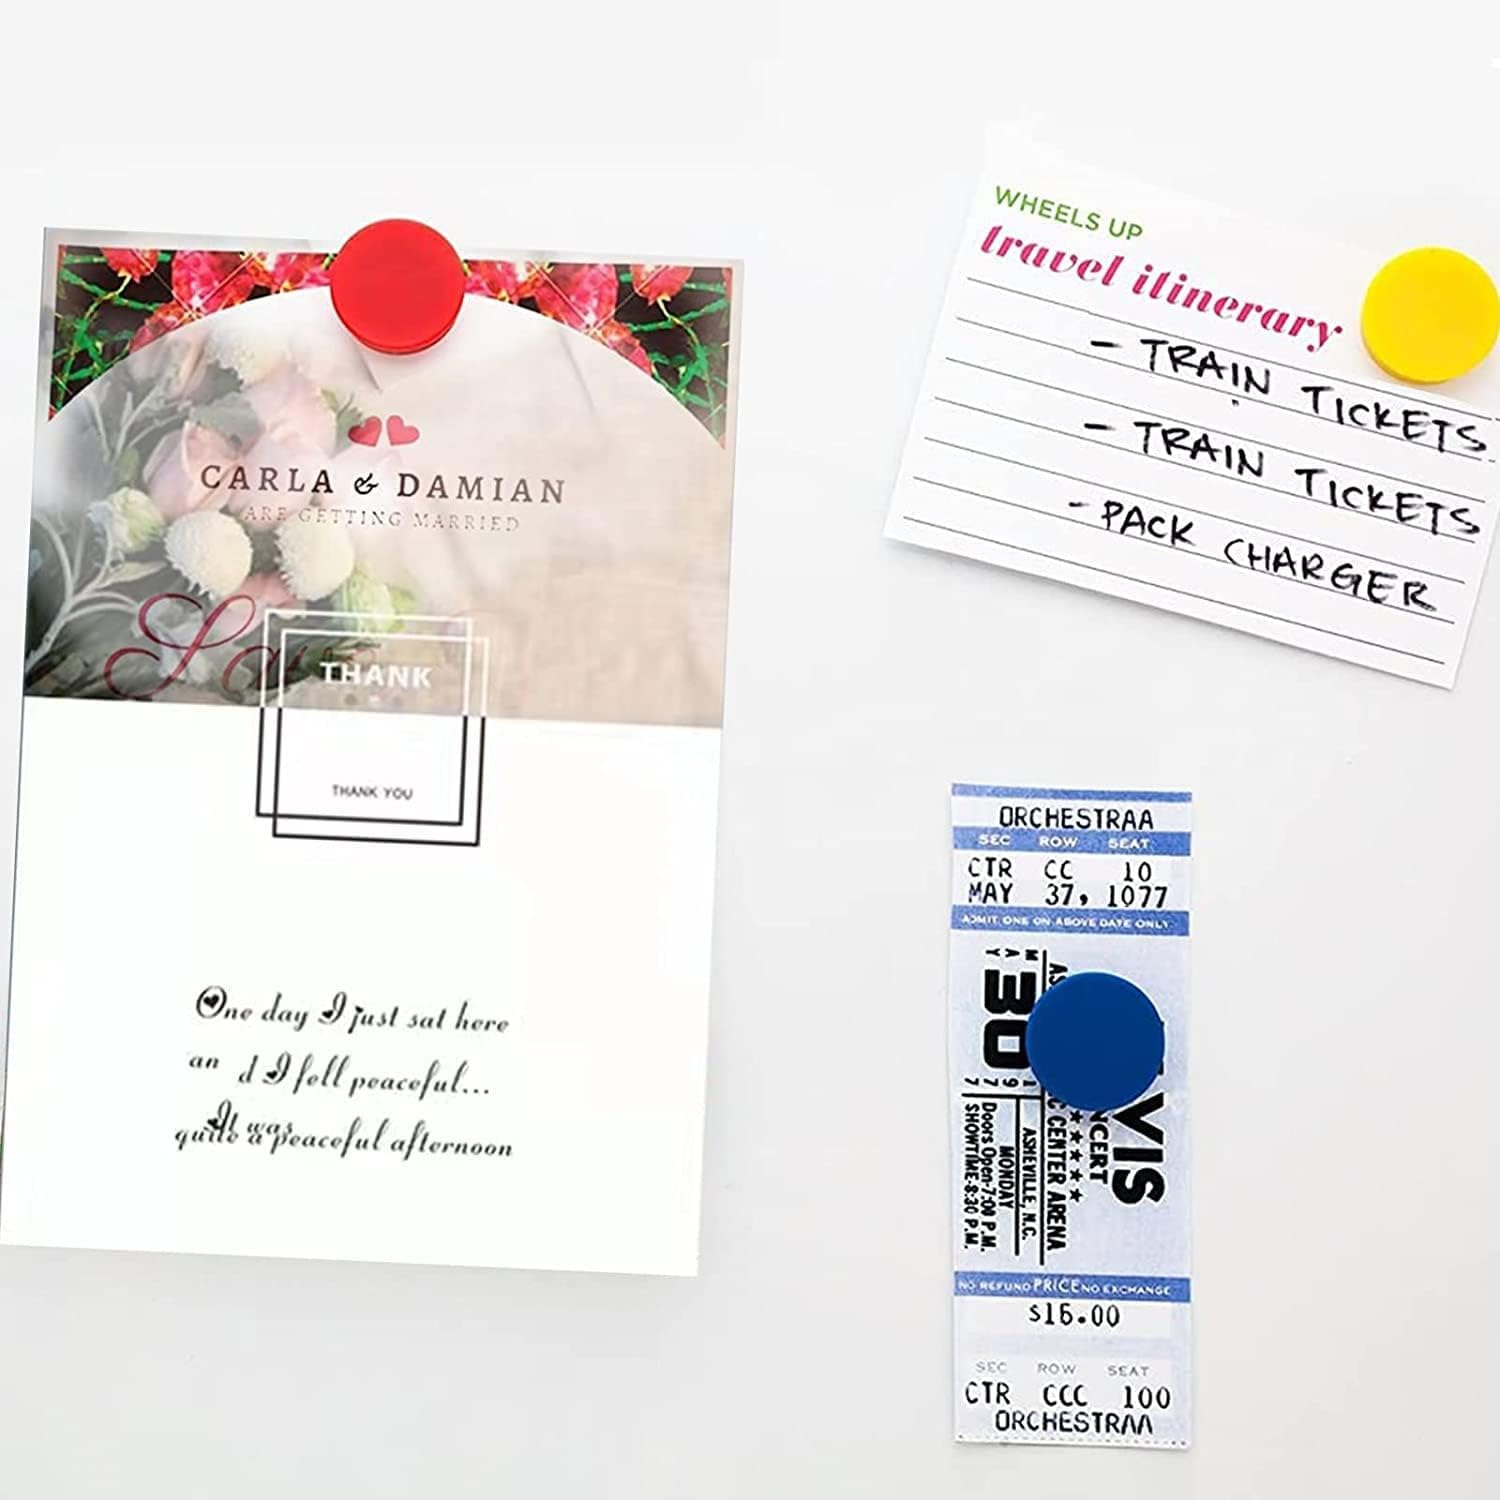 CARLA & DAMIAN
ARE GETTING MARRIED
THANK
THANK YOU
One day I just sat here
an d I fell peaceful...
It was
quite a peaceful afternoon
WHEELS UP
travel itinerary
- TRAIN TICKETS
- TRAIN TICKETS
- PACK CHARGER
ORCHESTRAA
SEC ROW SEAT
CTR CC 10
MAY 37, 1077
ADMIT ONE ON ABOVE DATE ONLY
MAY
30
CENTER ARENA
ASHEVILLE, N.C.
MONDAY
Doors Open-7:00 P.M.
SHOWTIME-8:30 P.M.
NO REFUND PRICE NO EXCHANGE
$15.00
SEC ROW SEAT
CTR CCC 100
ORCHESTRAA